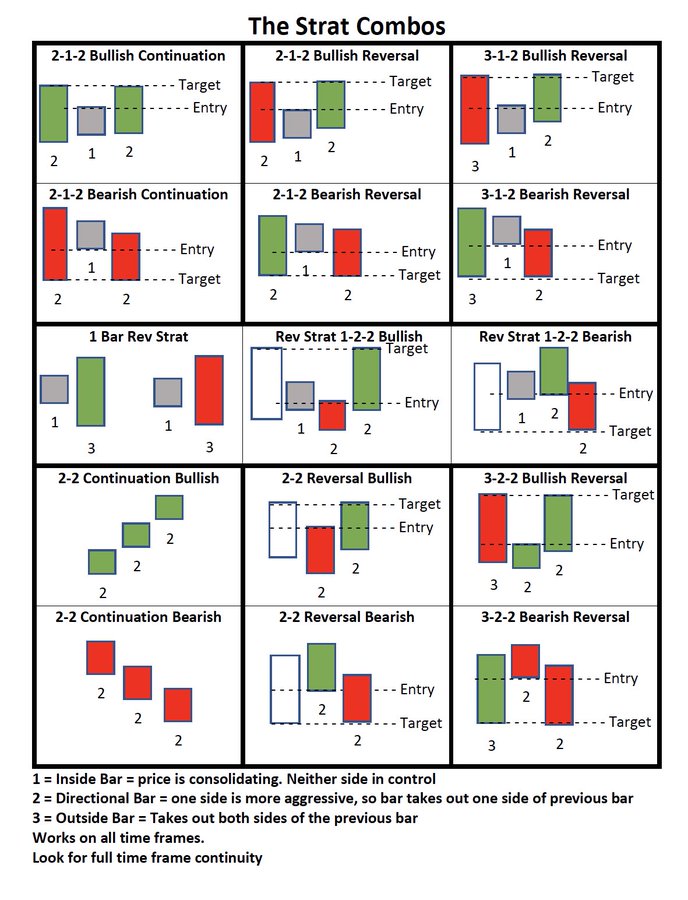 The Strat Combos
2-1-2 Bullish Continuation
Target
Entry
2
1
2
2-1-2 Bullish Reversal
Target
Entry
2
1
2
3-1-2 Bullish Reversal
Target
Entry
3
1
2
2-1-2 Bearish Continuation
Entry
1
Target
2
2
2-1-2 Bearish Reversal
Entry
1
Target
2
2
3-1-2 Bearish Reversal
Entry
1
Target
3
2
1 Bar Rev Strat
1
3
1
3
Rev Strat 1-2-2 Bullish
Target
Entry
1
2
2
Rev Strat 1-2-2 Bearish
Entry
1
2
Target
2
2-2 Continuation Bullish
2
2
2
2-2 Reversal Bullish
Target
Entry
2
2
3-2-2 Bullish Reversal
Target
Entry
3
2
2
2-2 Continuation Bearish
2
2
2
2-2 Reversal Bearish
Entry
2
Target
2
3-2-2 Bearish Reversal
Entry
2
Target
3
2
1 = Inside Bar = price is consolidating. Neither side in control
2 = Directional Bar = one side is more aggressive, so bar takes out one side of previous bar
3 = Outside Bar = Takes out both sides of the previous bar
Works on all time frames.
Look for full time frame continuity